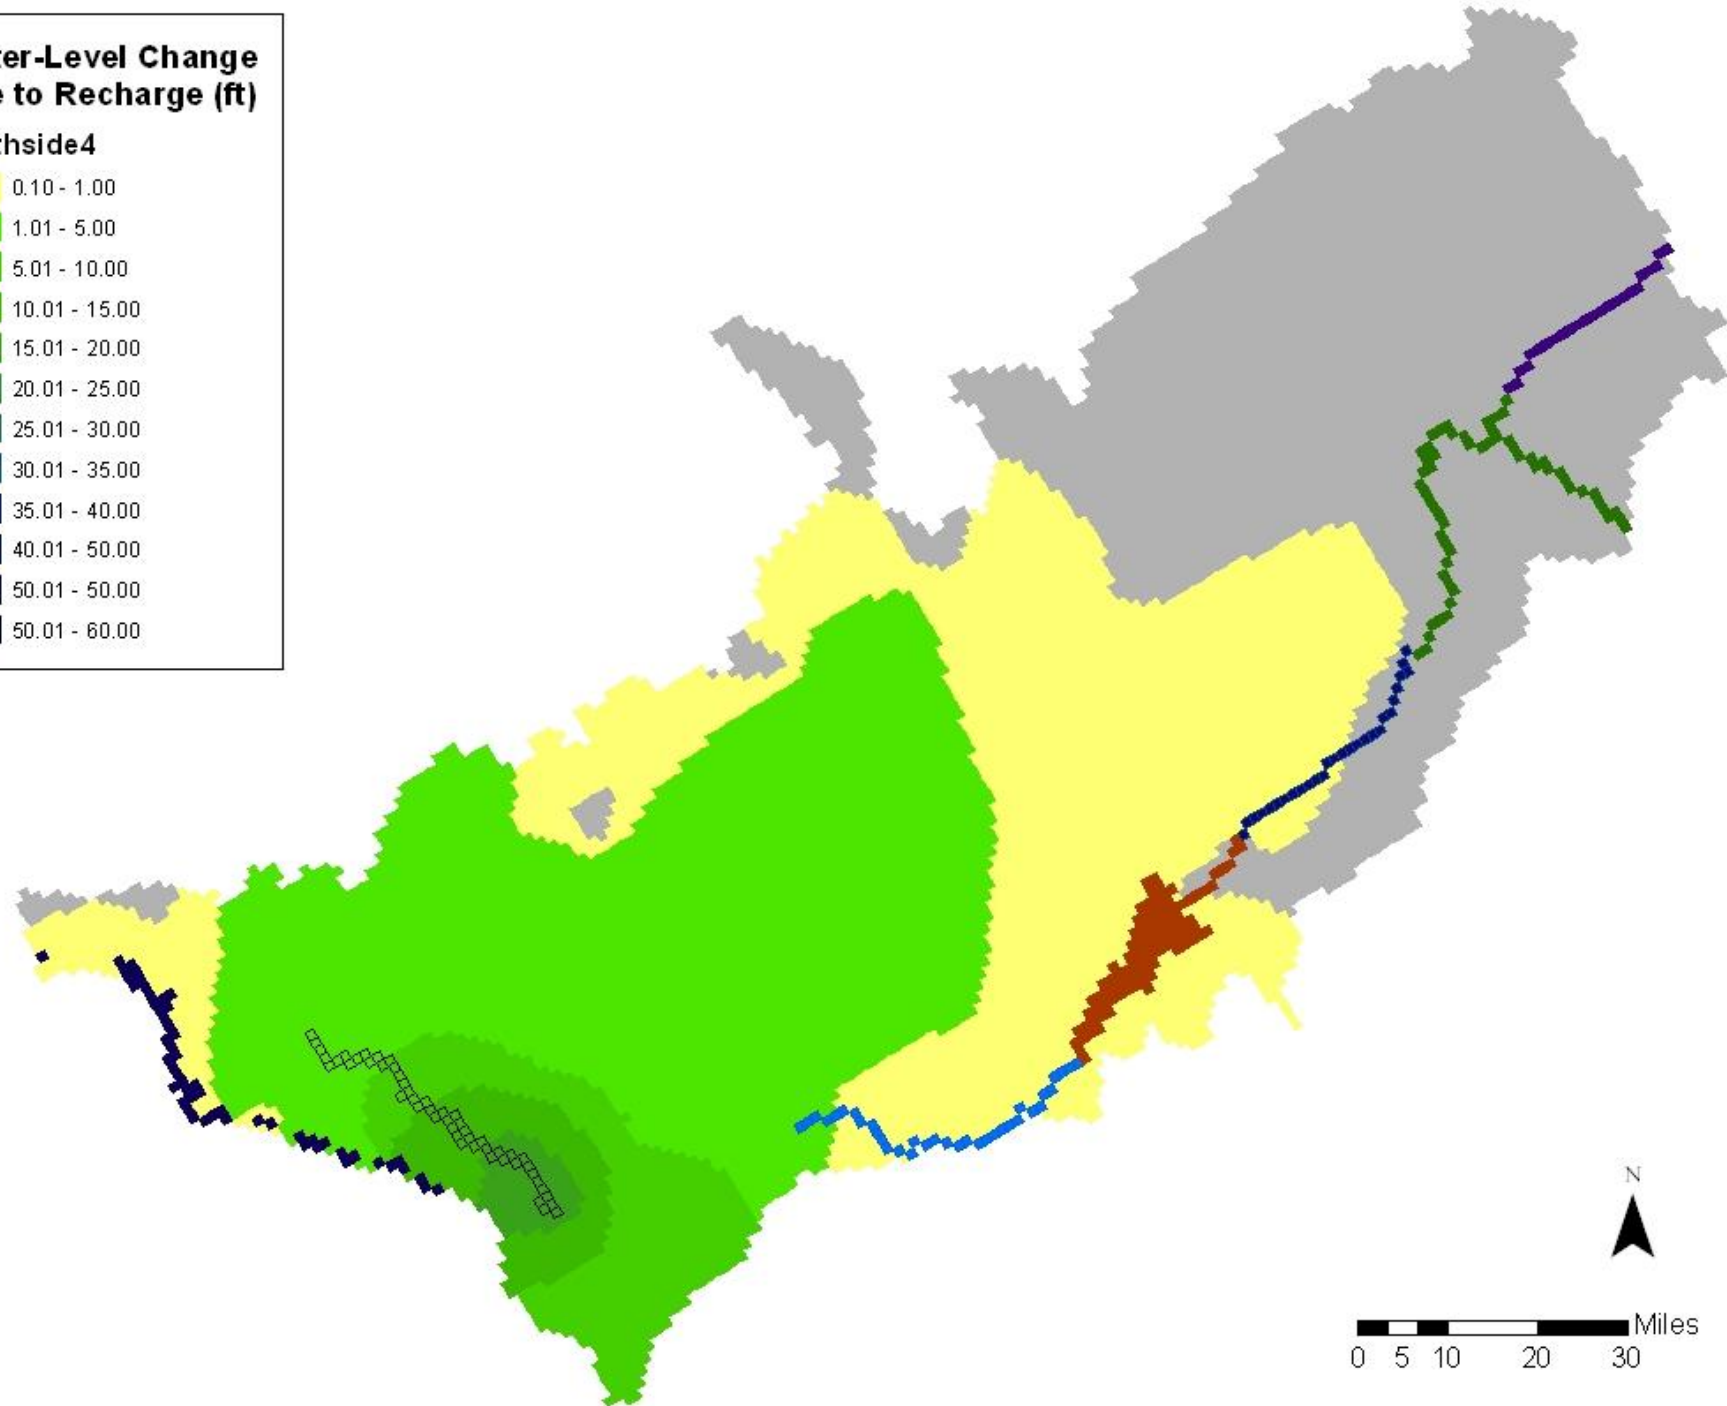 ter-Level Change
e to Recharge (ft)
thside4
0.10 - 1.00
1.01 - 5.00
5.01 - 10.00
10.01 - 15.00
15.01 - 20.00
20.01 - 25.00
25.01 - 30.00
30.01 - 35.00
35.01 - 40.00
40.01 - 50.00
50.01 - 50.00
50.01 - 60.00
N
Miles
0 5 10 20 30